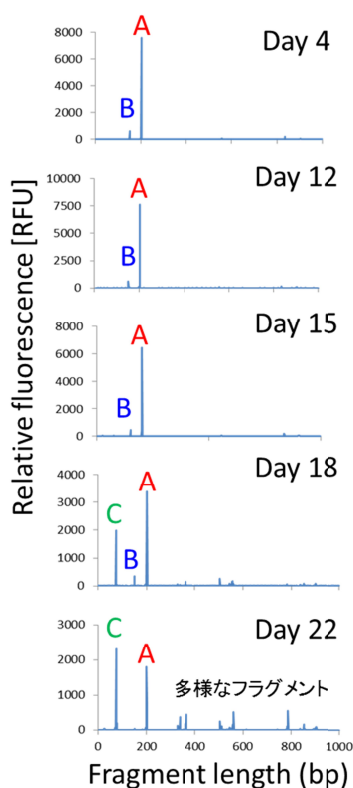 Relative fluorescence [RFU]
Day 4
8000
6000
4000
2000
0
A
B
Day 12
10000
7500
5000
2500
0
A
B
Day 15
8000
6000
4000
2000
0
A
B
Day 18
4000
3000
2000
1000
0
C
B
A
Day 22
3000
2000
1000
0
C
A
多様なフラグメント
0 200 400 600 800 1000
Fragment length (bp)